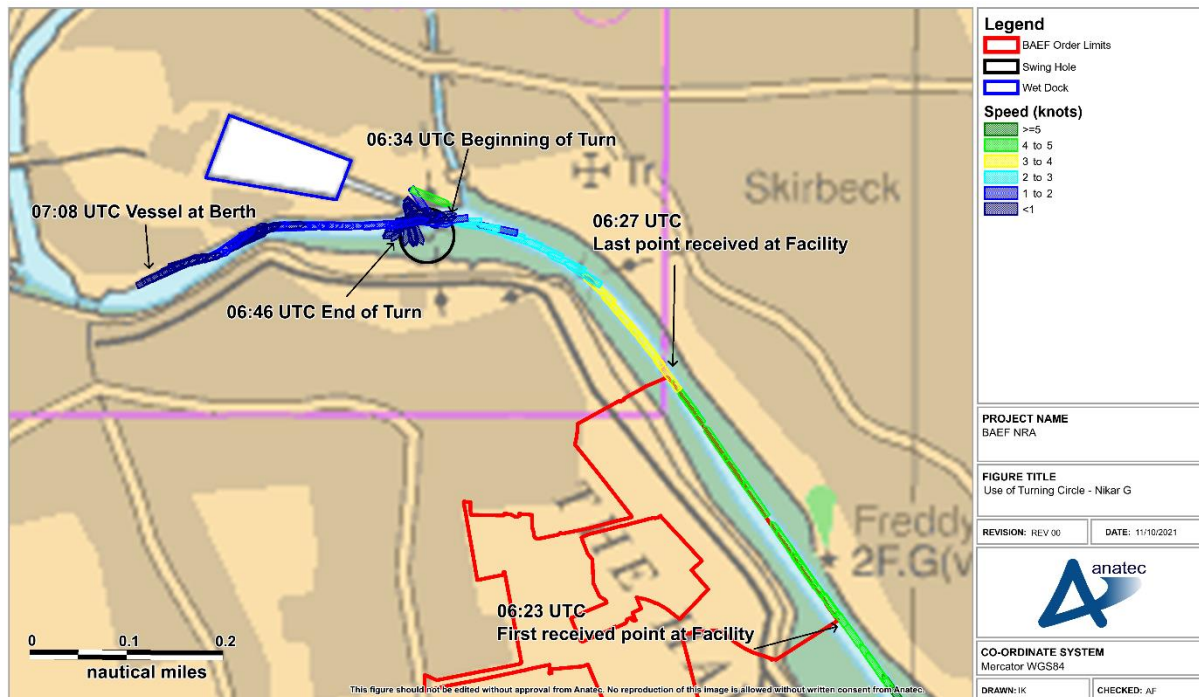 06:34 UTC Beginning of Turn
Tr
Skirbeck
07:08 UTC Vessel at Berth
06:27 UTC
Last point received at Facility
06:46 UTC End of Turn
Freddy
2F.G(v
THE MA
06:23 UTC
First received point at Facility
0 0.1 0.2
nautical miles
This figure should not be edited without approval from Anatec. No reproduction of this image is allowed without written consent from Anatec.
Legend
BAEF Order Limits
Swing Hole
Wet Dock
Speed (knots)
>=5
4 to 5
3 to 4
2 to 3
1 to 2
<1
PROJECT NAME
BAEF NRA
FIGURE TITLE
Use of Turning Circle - Nikar G
REVISION: REV 00 DATE: 11/10/2021
anatec
CO-ORDINATE SYSTEM
Mercator WGS84
DRAWN: IK CHECKED: AF